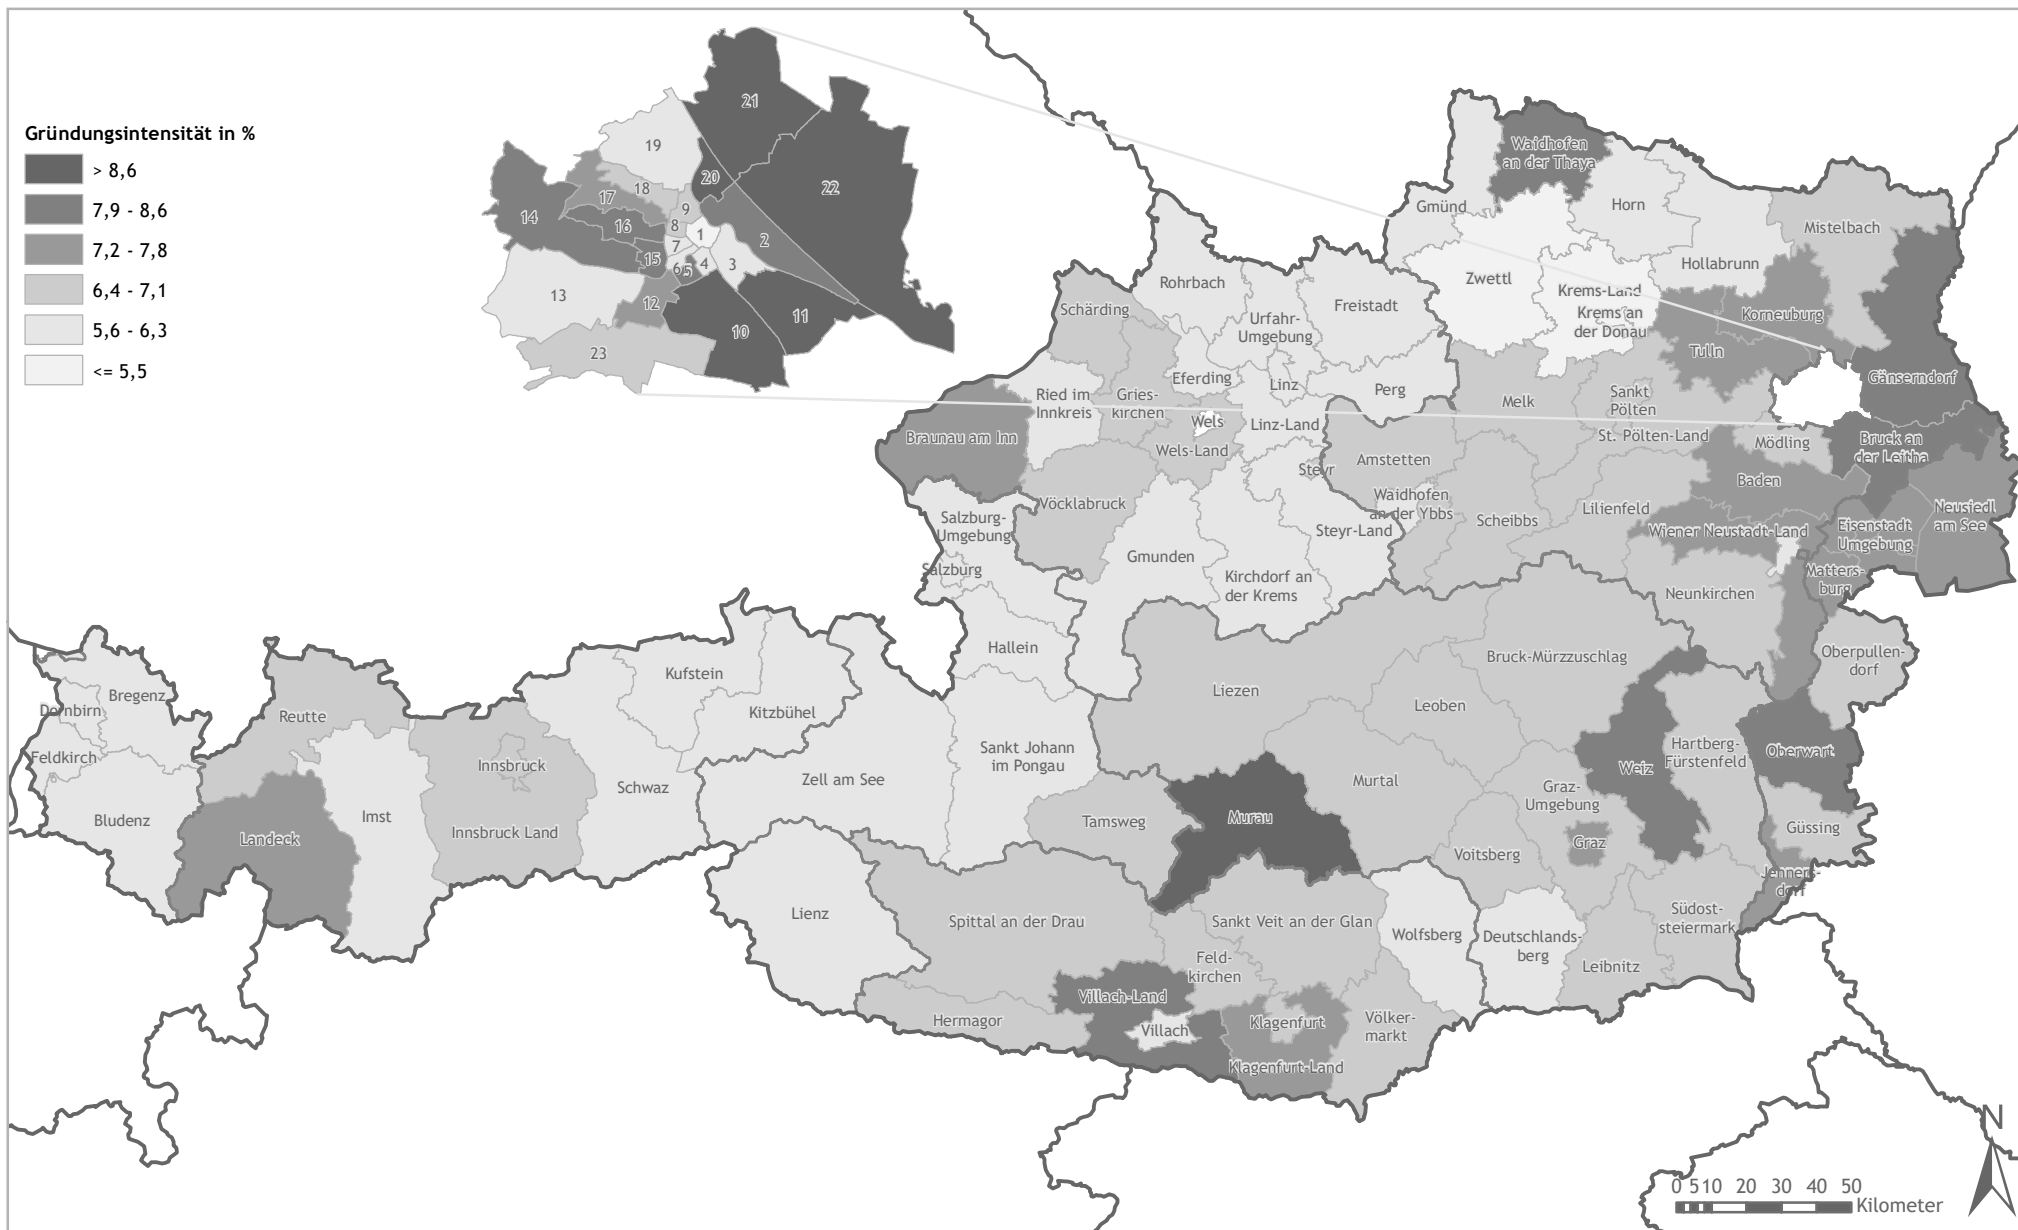 Gründungsintensität in %
> 8,6
7,9 - 8,6
7,2 - 7,8
6,4 - 7,1
5,6 - 6,3
<= 5,5
21
19
20
22
18
17
9
14
16
8
1
2
7
15
6
5
4
3
13
12
11
10
23
Waidhofen
an der Thaya
Gmünd
Horn
Mistelbach
Hollabrunn
Zwettl
Krems-Land
Krems an
der Donau
Korneuburg
Tulln
Gänserndorf
Rohrbach
Freistadt
Schärding
Urfahr-
Umgebung
Eferding
Linz
Perg
Ried im
Innkreis
Gries-
kirchen
Melk
Sankt
Pölten
Braunau am Inn
Wels
Linz-Land
St. Pölten-Land
Mödling
Bruck an
der Leitha
Wels-Land
Steyr
Amstetten
Baden
Vöcklabruck
Waidhofen
an der Ybbs
Scheibbs
Lilienfeld
Neusiedl
am See
Salzburg-
Umgebung
Steyr-Land
Wiener Neustadt-Land
Eisenstadt
Umgebung
Salzburg
Gmunden
Kirchdorf an
der Krems
Matters-
burg
Neunkirchen
Hallein
Oberpullen-
dorf
Bruck-Mürzzuschlag
Kufstein
Liezen
Bregenz
Dornbirn
Reutte
Kitzbühel
Leoben
Feldkirch
Innsbruck
Sankt Johann
im Pongau
Hartberg-
Fürstenfeld
Oberwart
Schwaz
Zell am See
Murtal
Weiz
Graz-
Umgebung
Bludenz
Imst
Landeck
Innsbruck Land
Tamsweg
Murau
Güssing
Graz
Voitsberg
Jenners-
dorf
Lienz
Spittal an der Drau
Sankt Veit an der Glan
Wolfsberg
Deutschlands-
berg
Südost-
steiermark
Leibnitz
Feld-
kirchen
Villach-Land
Hermagor
Villach
Klagenfurt
Völker-
markt
Klagenfurt-Land
N
0 5 10 20 30 40 50
Kilometer